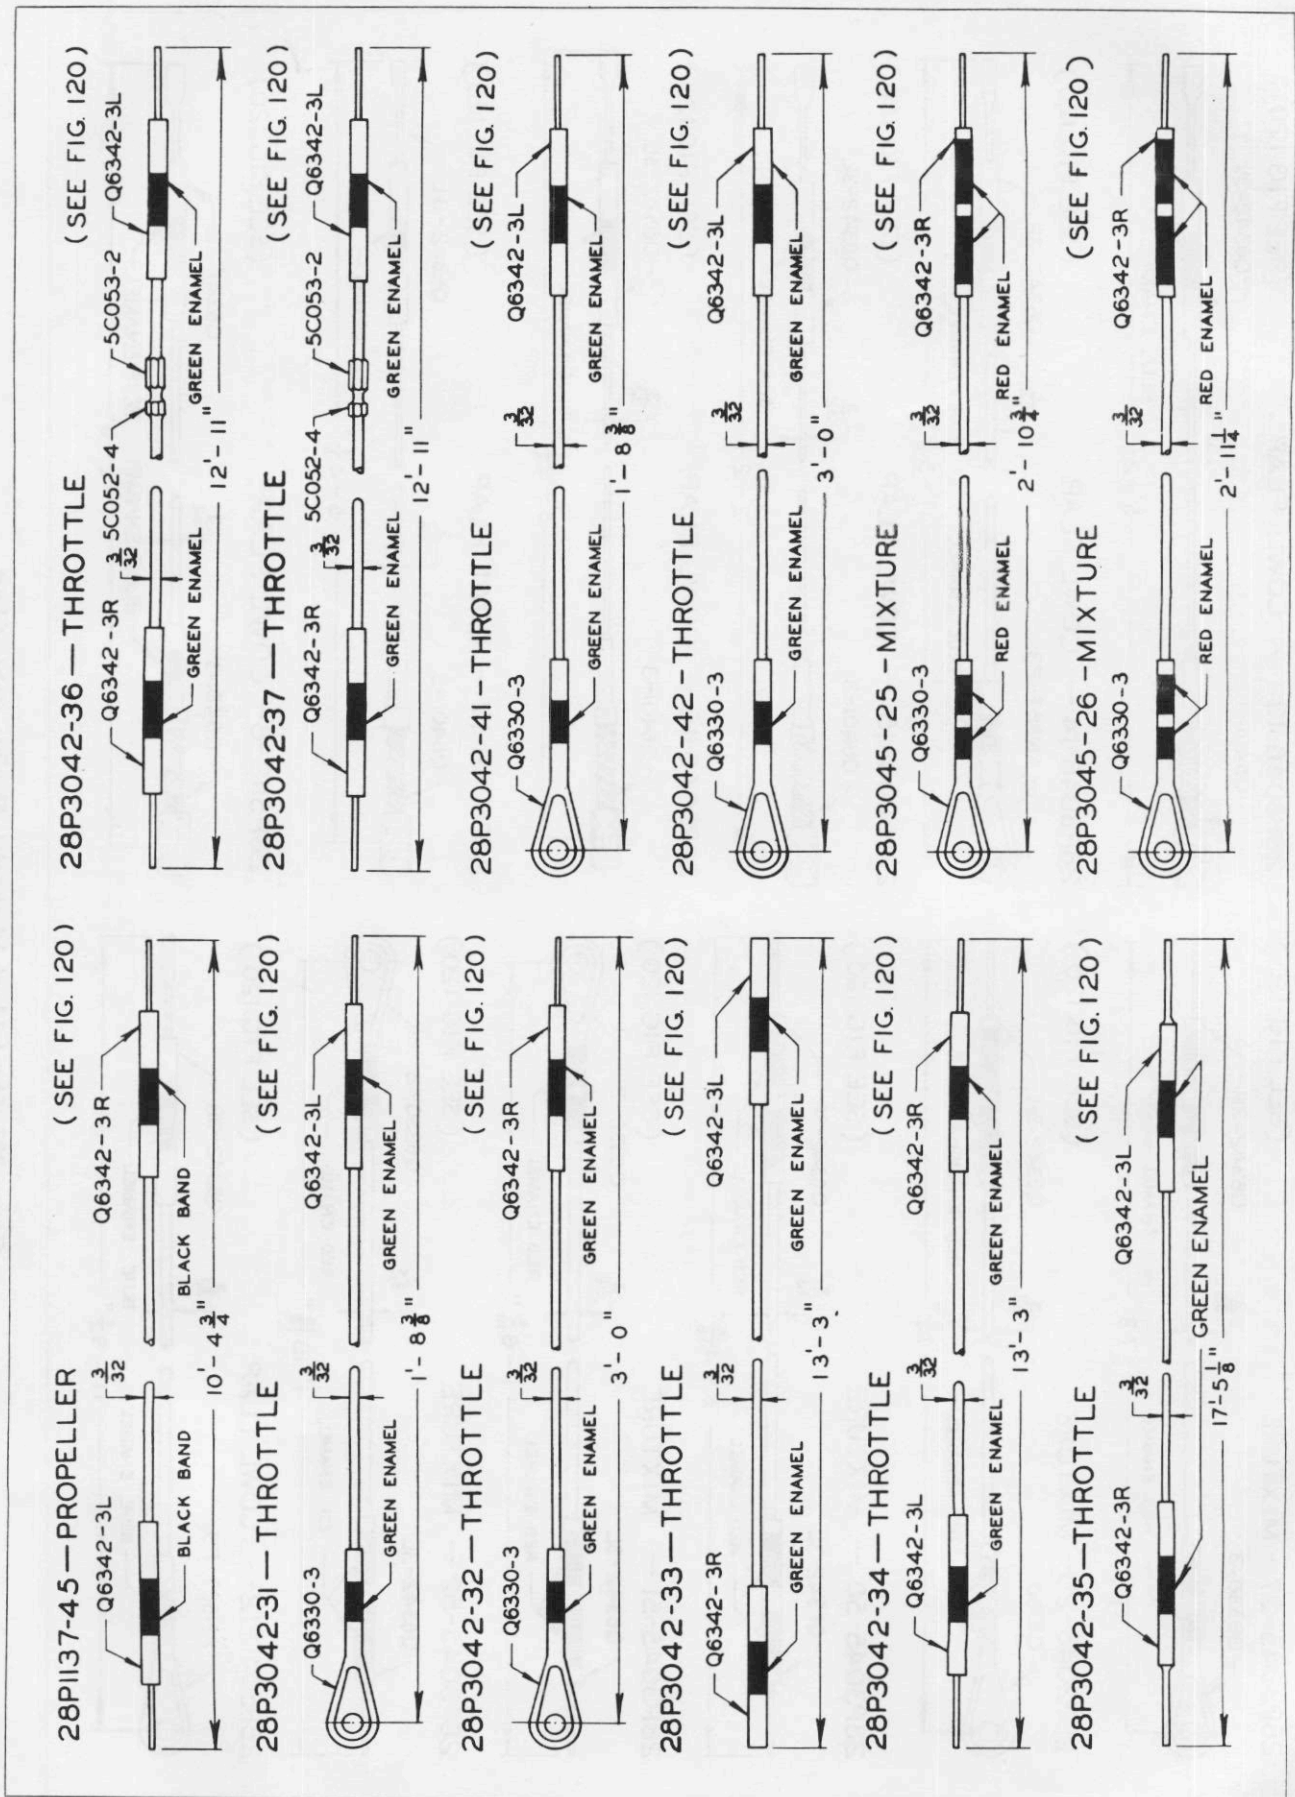 28P1137-45—PROPELLER (SEE FIG. 120)
Q6342-3L 3/32 Q6342-3R
BLACK BAND BLACK BAND
10'- 4 3/4"
28P3042-31—THROTTLE (SEE FIG. 120)
Q6330-3 3/32 Q6342-3L
GREEN ENAMEL GREEN ENAMEL
1'- 8 3/8"
28P3042-32—THROTTLE (SEE FIG. 120)
Q6330-3 3/32 Q6342-3R
GREEN ENAMEL GREEN ENAMEL
3'- 0"
28P3042-33—THROTTLE (SEE FIG. 120)
Q6342-3R 3/32 Q6342-3L
GREEN ENAMEL GREEN ENAMEL
13'- 3"
28P3042-34—THROTTLE (SEE FIG. 120)
Q6342-3L 3/32 Q6342-3R
GREEN ENAMEL GREEN ENAMEL
13'- 3"
28P3042-35—THROTTLE (SEE FIG. 120)
Q6342-3R 3/32 Q6342-3L
GREEN ENAMEL
17'-5 1/8"
28P3042-36—THROTTLE (SEE FIG. 120)
Q6342-3R 3/32 5C052-4 5C053-2 Q6342-3L
GREEN ENAMEL GREEN ENAMEL
12'- 11"
28P3042-37—THROTTLE (SEE FIG. 120)
Q6342-3R 3/32 5C052-4 5C053-2 Q6342-3L
GREEN ENAMEL GREEN ENAMEL
12'- 11"
28P3042-41—THROTTLE (SEE FIG. 120)
Q6330-3 3/32 Q6342-3L
GREEN ENAMEL GREEN ENAMEL
1'- 8 3/8"
28P3042-42-THROTTLE (SEE FIG. 120)
Q6330-3 3/32 Q6342-3L
GREEN ENAMEL GREEN ENAMEL
3'- 0"
28P3045-25-MIXTURE (SEE FIG. 120)
Q6330-3 3/32 Q6342-3R
RED ENAMEL RED ENAMEL
2'- 10 3/4"
28P3045-26-MIXTURE (SEE FIG. 120)
Q6330-3 3/32 Q6342-3R
RED ENAMEL RED ENAMEL
2'- 11 1/4"